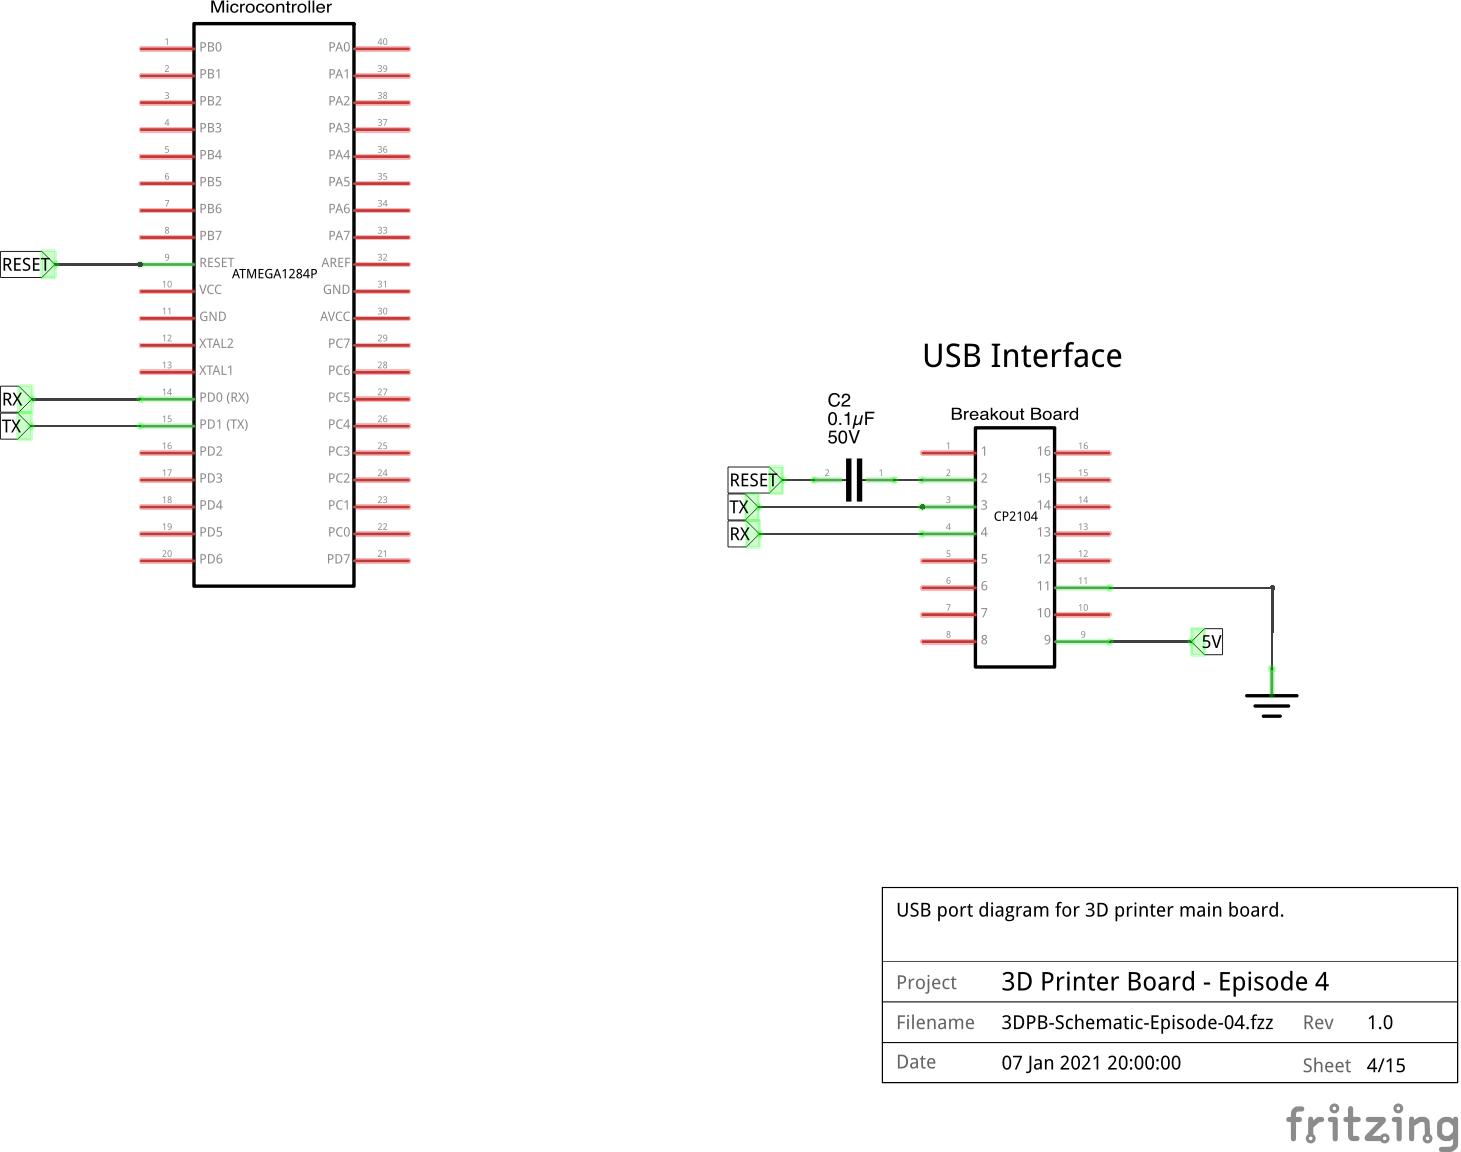 Microcontroller
1 PB0 PA0 40
2 PB1 PA1 39
3 PB2 PA2 38
4 PB3 PA3 37
5 PB4 PA4 36
6 PB5 PA5 35
7 PB6 PA6 34
8 PB7 PA7 33
RESET 9 RESET AREF 32
ATMEGA1284P
10 VCC GND 31
11 GND AVCC 30
12 XTAL2 PC7 29
13 XTAL1 PC6 28
RX 14 PD0 (RX) PC5 27
TX 15 PD1 (TX) PC4 26
16 PD2 PC3 25
17 PD3 PC2 24
18 PD4 PC1 23
19 PD5 PC0 22
20 PD6 PD7 21
USB Interface
C2
0.1µF
50V
Breakout Board
1 1 16 16
RESET 2 1 2 2 15 15
TX 3 3 14 14
CP2104
RX 4 4 13 13
5 5 12 12
6 6 11 11
7 7 10 10
8 8 9 9 5V
USB port diagram for 3D printer main board.
Project 3D Printer Board - Episode 4
Filename 3DPB-Schematic-Episode-04.fzz Rev 1.0
Date 07 Jan 2021 20:00:00 Sheet 4/15
fritzing